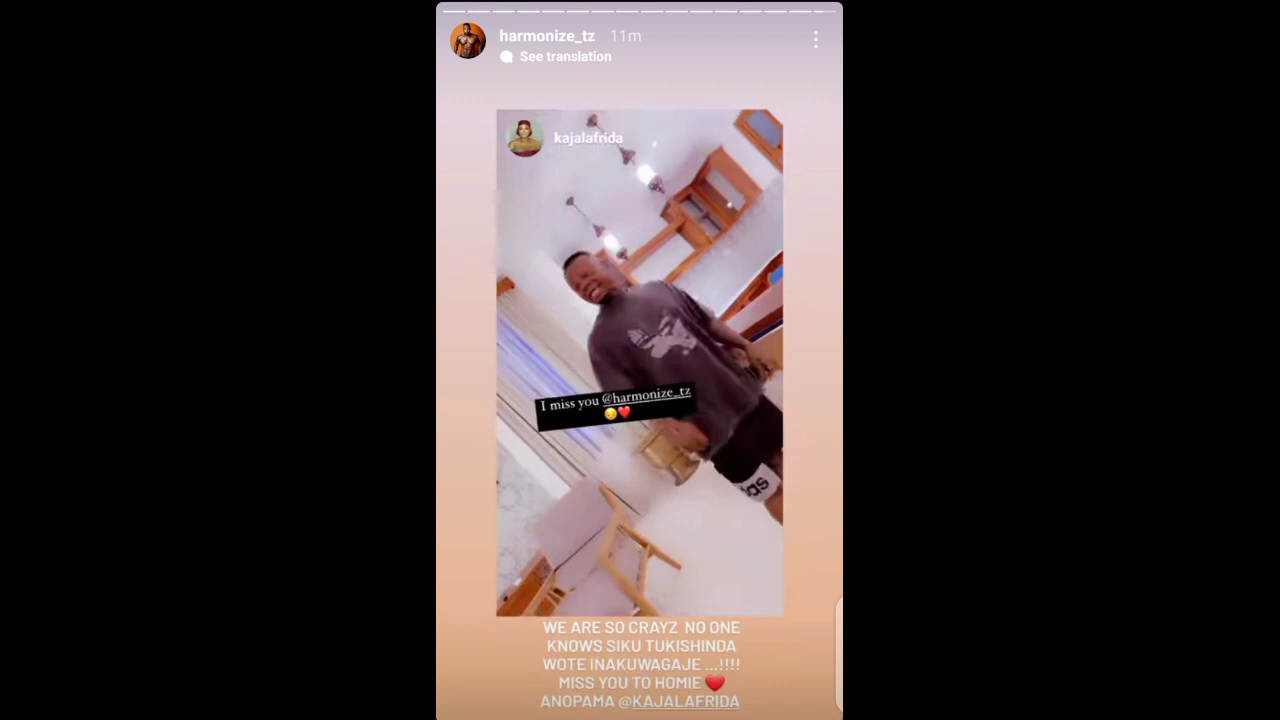 harmonize_tz 11m
See translation
kajalafrida
I miss you @harmonize_tz
das
WE ARE SO CRAYZ NO ONE
KNOWS SIKU TUKISHINDA
WOTE INAKUWAGAJE ...!!!!
MISS YOU TO HOMIE ❤️
ANOPAMA @KAJALAFRIDA